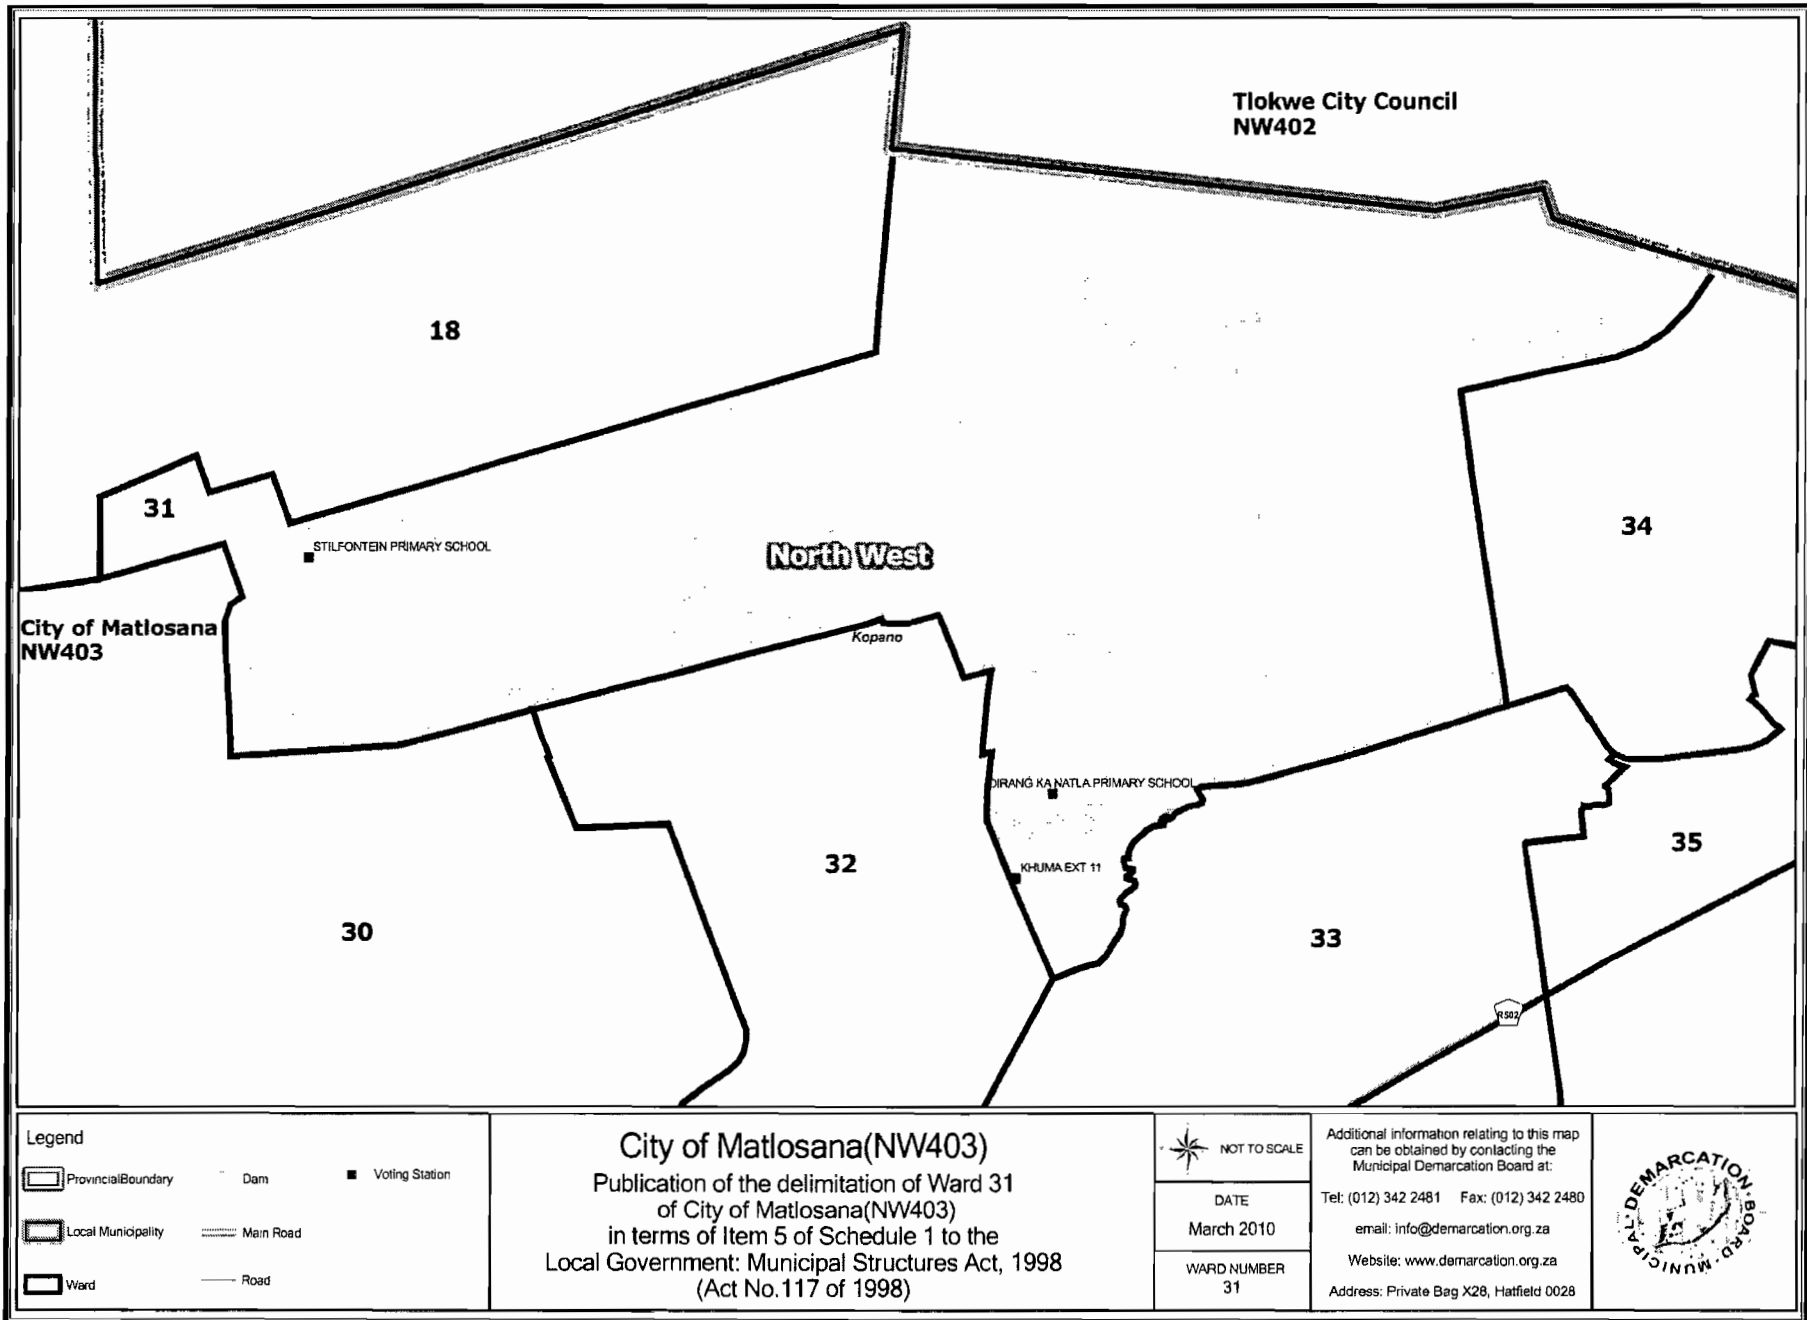 Tlokwe City Council
NW402
18
31
STILFONTEIN PRIMARY SCHOOL
North West
34
City of Matlosana
NW403
Kopano
DIRANG KA NATLA PRIMARY SCHOOL
KHUMA EXT 11
32
35
30
33
R502
Legend
ProvincialBoundary
Dam
Voting Station
Local Municipality
Main Road
Ward
Road
City of Matlosana(NW403)
Publication of the delimitation of Ward 31
of City of Matlosana(NW403)
in terms of Item 5 of Schedule 1 to the
Local Government: Municipal Structures Act, 1998
(Act No.117 of 1998)
NOT TO SCALE
DATE
March 2010
WARD NUMBER
31
Additional information relating to this map
can be obtained by contacting the
Municipal Demarcation Board at:
Tel: (012) 342 2481 Fax: (012) 342 2480
email: info@demarcation.org.za
Website: www.demarcation.org.za
Address: Private Bag X28, Hatfield 0028
MUNICIPAL · DEMARCATION · BOARD ·